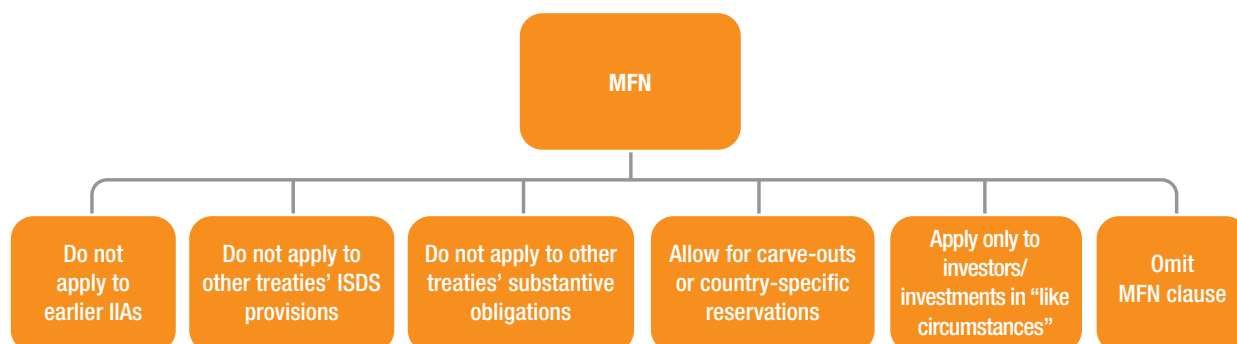 MFN
Do not
apply to
earlier IIAs
Do not apply to
other treaties’ ISDS
provisions
Do not apply to other
treaties’ substantive
obligations
Allow for carve-outs
or country-specific
reservations
Apply only to
investors/
investments in “like
circumstances”
Omit
MFN clause